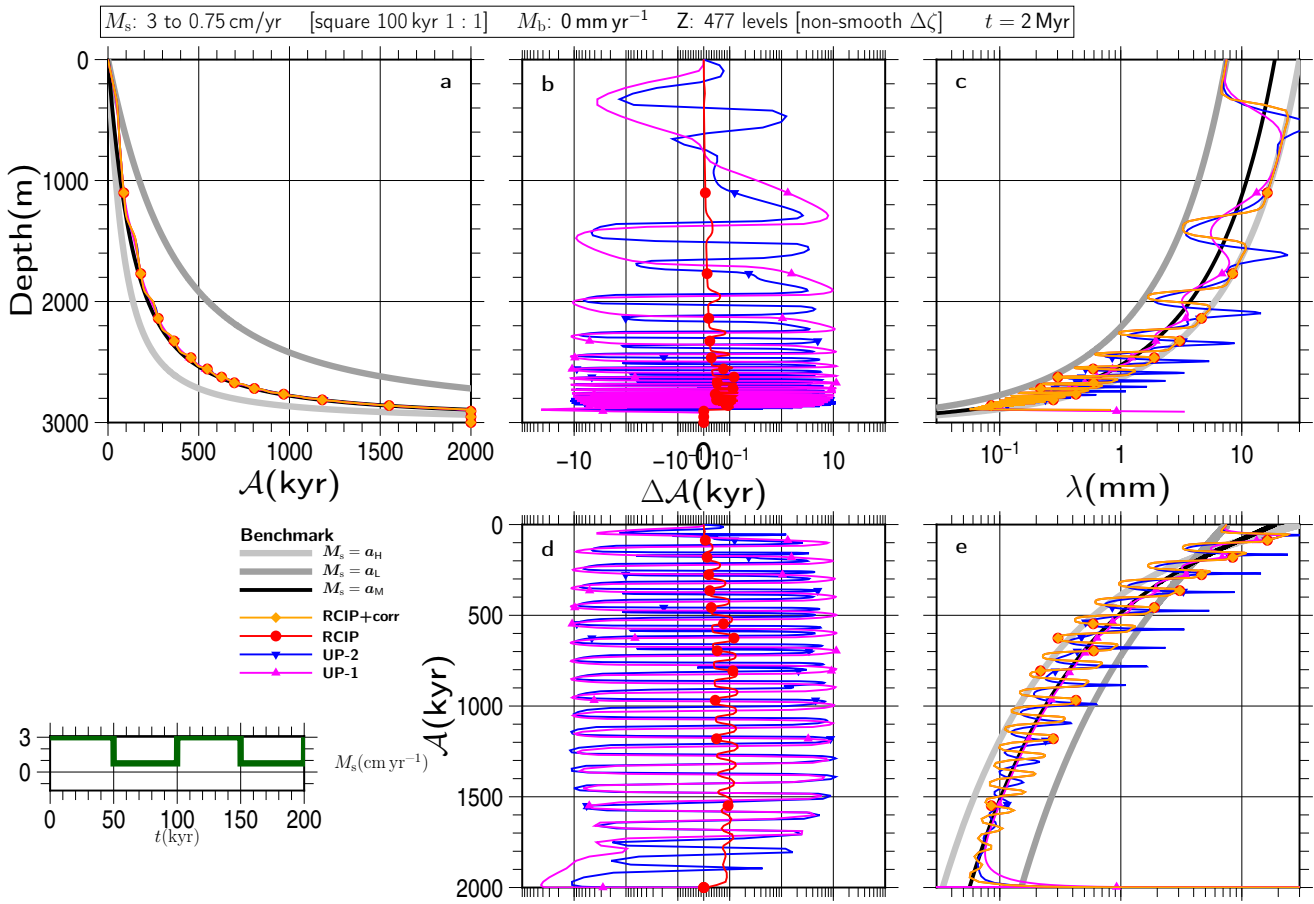 Mₛ: 3 to 0.75 cm/yr [square 100 kyr 1 : 1] M_b: 0 mm yr⁻¹ Z: 477 levels [non-smooth Δζ] t = 2 Myr
a b c
0
1000
2000
3000
Depth(m)
0 500 1000 1500 2000
𝒜(kyr)
−10 −10⁻¹ 0 10⁻¹ 10
Δ𝒜(kyr)
10⁻¹ 1 10
λ(mm)
Benchmark
Mₛ = a_H
Mₛ = a_L
Mₛ = a_M
RCIP+corr
RCIP
UP-2
UP-1
3
0
Mₛ(cm yr⁻¹)
0 50 100 150 200
t(kyr)
d e
0
500
1000
1500
2000
𝒜(kyr)